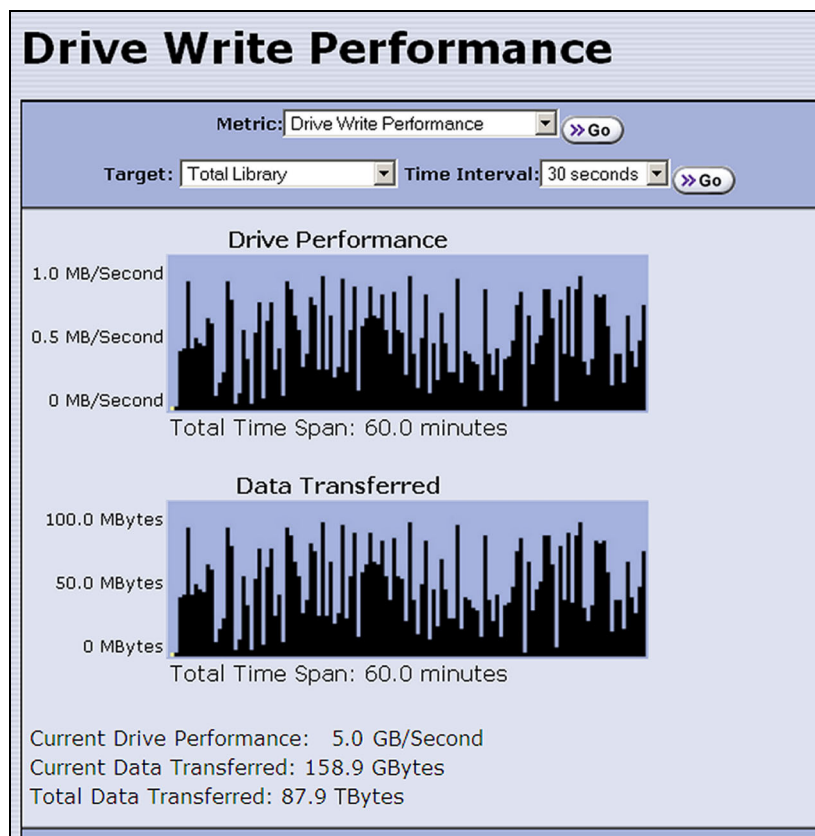 Drive Write Performance
Metric: Drive Write Performance >> Go
Target: Total Library Time Interval: 30 seconds >> Go
Drive Performance
1.0 MB/Second
0.5 MB/Second
0 MB/Second
Total Time Span: 60.0 minutes
Data Transferred
100.0 MBytes
50.0 MBytes
0 MBytes
Total Time Span: 60.0 minutes
Current Drive Performance: 5.0 GB/Second
Current Data Transferred: 158.9 GBytes
Total Data Transferred: 87.9 TBytes